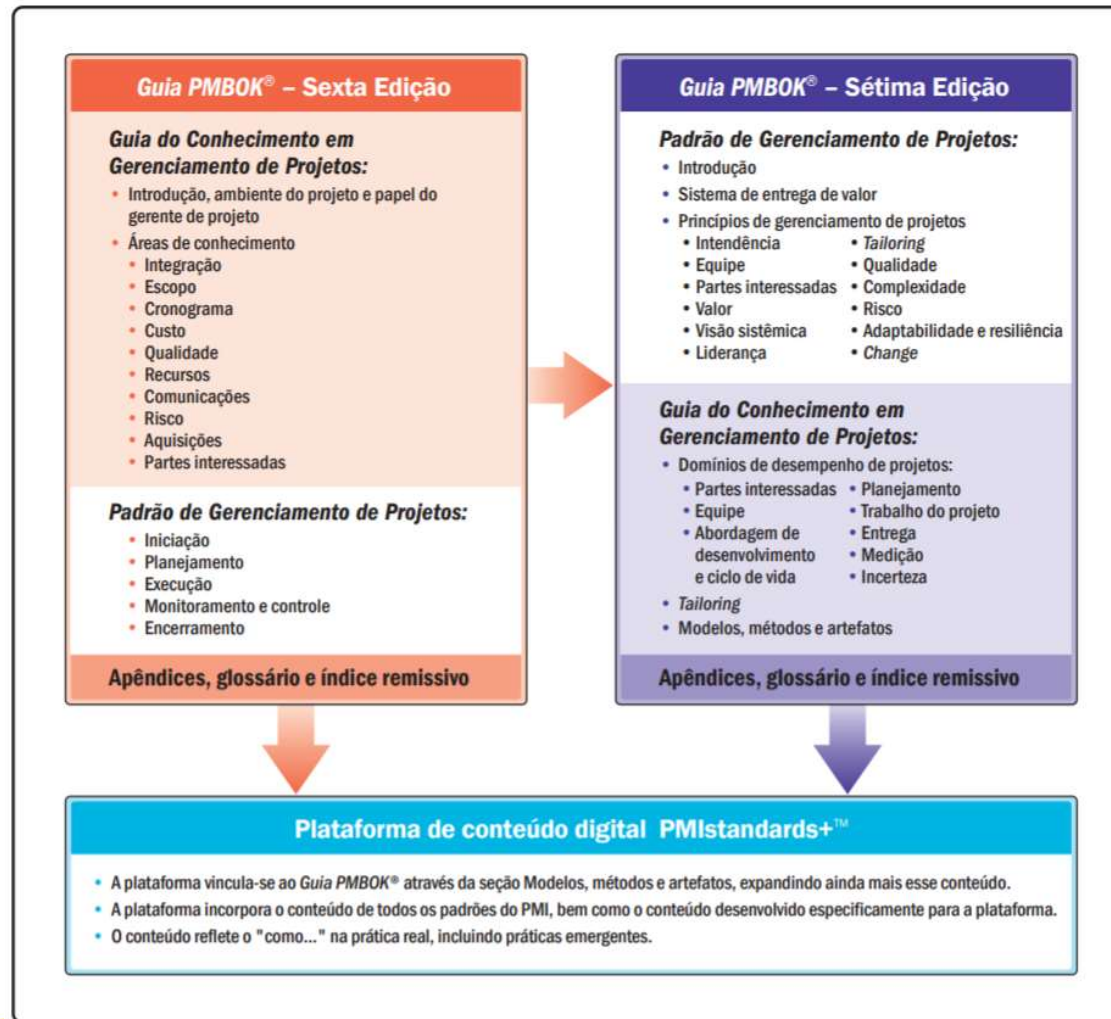 Guia PMBOK® – Sexta Edição
Guia do Conhecimento em
Gerenciamento de Projetos:
• Introdução, ambiente do projeto e papel do
gerente de projeto
• Áreas de conhecimento
• Integração
• Escopo
• Cronograma
• Custo
• Qualidade
• Recursos
• Comunicações
• Risco
• Aquisições
• Partes interessadas
Padrão de Gerenciamento de Projetos:
• Iniciação
• Planejamento
• Execução
• Monitoramento e controle
• Encerramento
Apêndices, glossário e índice remissivo
Guia PMBOK® – Sétima Edição
Padrão de Gerenciamento de Projetos:
• Introdução
• Sistema de entrega de valor
• Princípios de gerenciamento de projetos
• Intendência
• Equipe
• Partes interessadas
• Valor
• Visão sistêmica
• Liderança
• Tailoring
• Qualidade
• Complexidade
• Risco
• Adaptabilidade e resiliência
• Change
Guia do Conhecimento em
Gerenciamento de Projetos:
• Domínios de desempenho de projetos:
• Partes interessadas
• Equipe
• Abordagem de
desenvolvimento
e ciclo de vida
• Planejamento
• Trabalho do projeto
• Entrega
• Medição
• Incerteza
• Tailoring
• Modelos, métodos e artefatos
Apêndices, glossário e índice remissivo
Plataforma de conteúdo digital PMIstandards+™
• A plataforma vincula-se ao Guia PMBOK® através da seção Modelos, métodos e artefatos, expandindo ainda mais esse conteúdo.
• A plataforma incorpora o conteúdo de todos os padrões do PMI, bem como o conteúdo desenvolvido especificamente para a plataforma.
• O conteúdo reflete o "como..." na prática real, incluindo práticas emergentes.